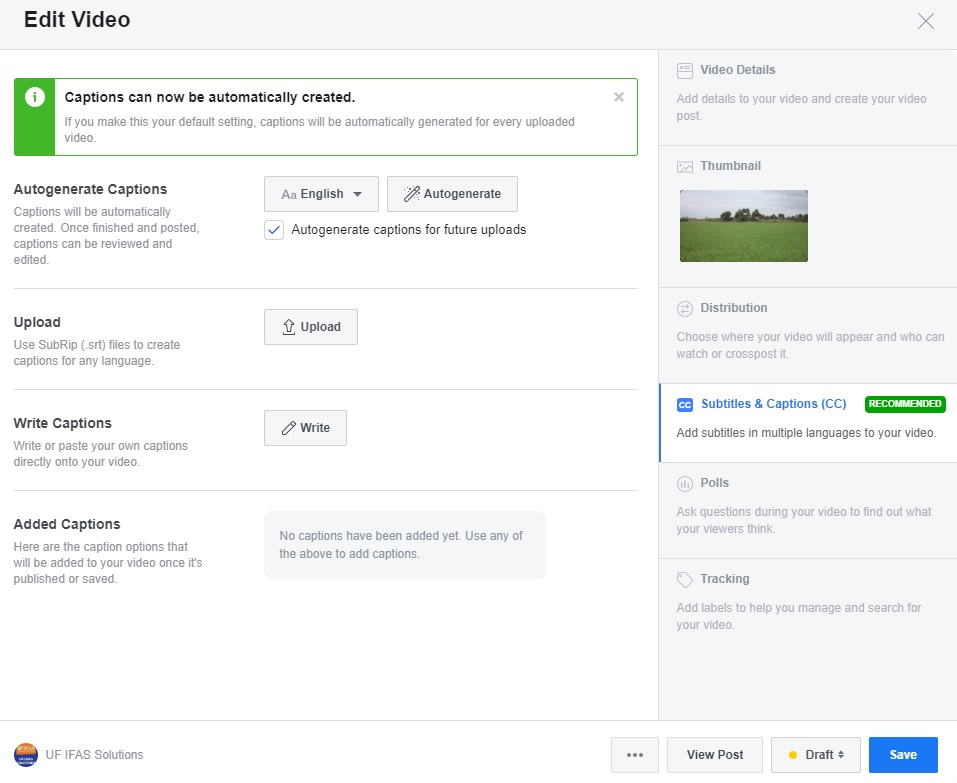 Edit Video
Captions can now be automatically created.
If you make this your default setting, captions will be automatically generated for every uploaded
video.
Autogenerate Captions
Captions will be automatically
created. Once finished and posted,
captions can be reviewed and
edited.
Aa English
Autogenerate
Autogenerate captions for future uploads
Upload
Use SubRip (.srt) files to create
captions for any language.
Upload
Write Captions
Write or paste your own captions
directly onto your video.
Write
Added Captions
Here are the caption options that
will be added to your video once it's
published or saved.
No captions have been added yet. Use any of
the above to add captions.
Video Details
Add details to your video and create your video
post.
Thumbnail
Distribution
Choose where your video will appear and who can
watch or crosspost it.
CC Subtitles & Captions (CC) RECOMMENDED
Add subtitles in multiple languages to your video.
Polls
Ask questions during your video to find out what
your viewers think.
Tracking
Add labels to help you manage and search for
your video.
UF IFAS Solutions
View Post
Draft
Save